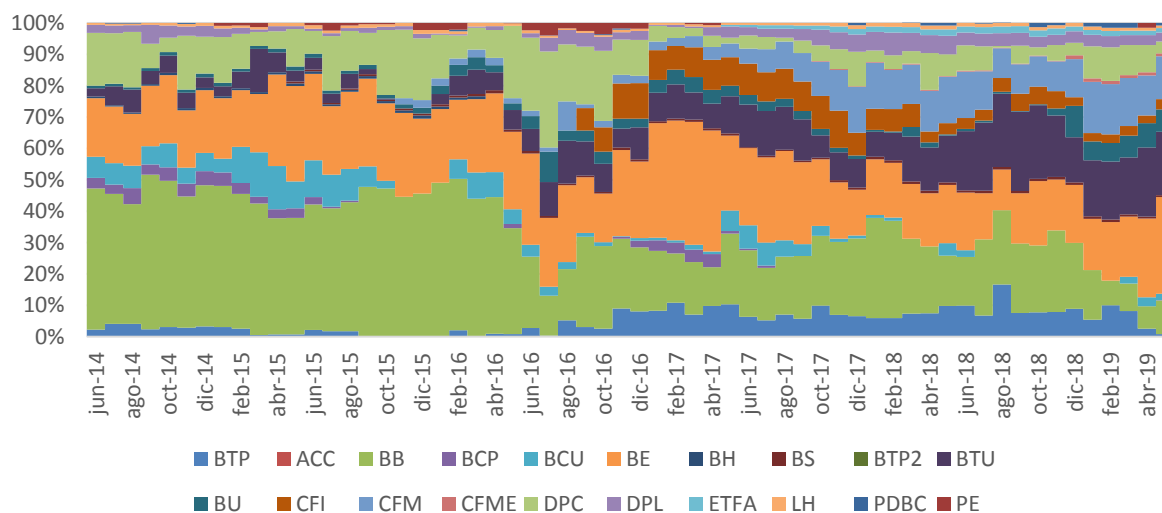 100%
90%
80%
70%
60%
50%
40%
30%
20%
10%
0%
jun-14
ago-14
oct-14
dic-14
feb-15
abr-15
jun-15
ago-15
oct-15
dic-15
feb-16
abr-16
jun-16
ago-16
oct-16
dic-16
feb-17
abr-17
jun-17
ago-17
oct-17
dic-17
feb-18
abr-18
jun-18
ago-18
oct-18
dic-18
feb-19
abr-19
BTP ACC BB BCP BCU BE BH BS BTP2 BTU
BU CFI CFM CFME DPC DPL ETFA LH PDBC PE